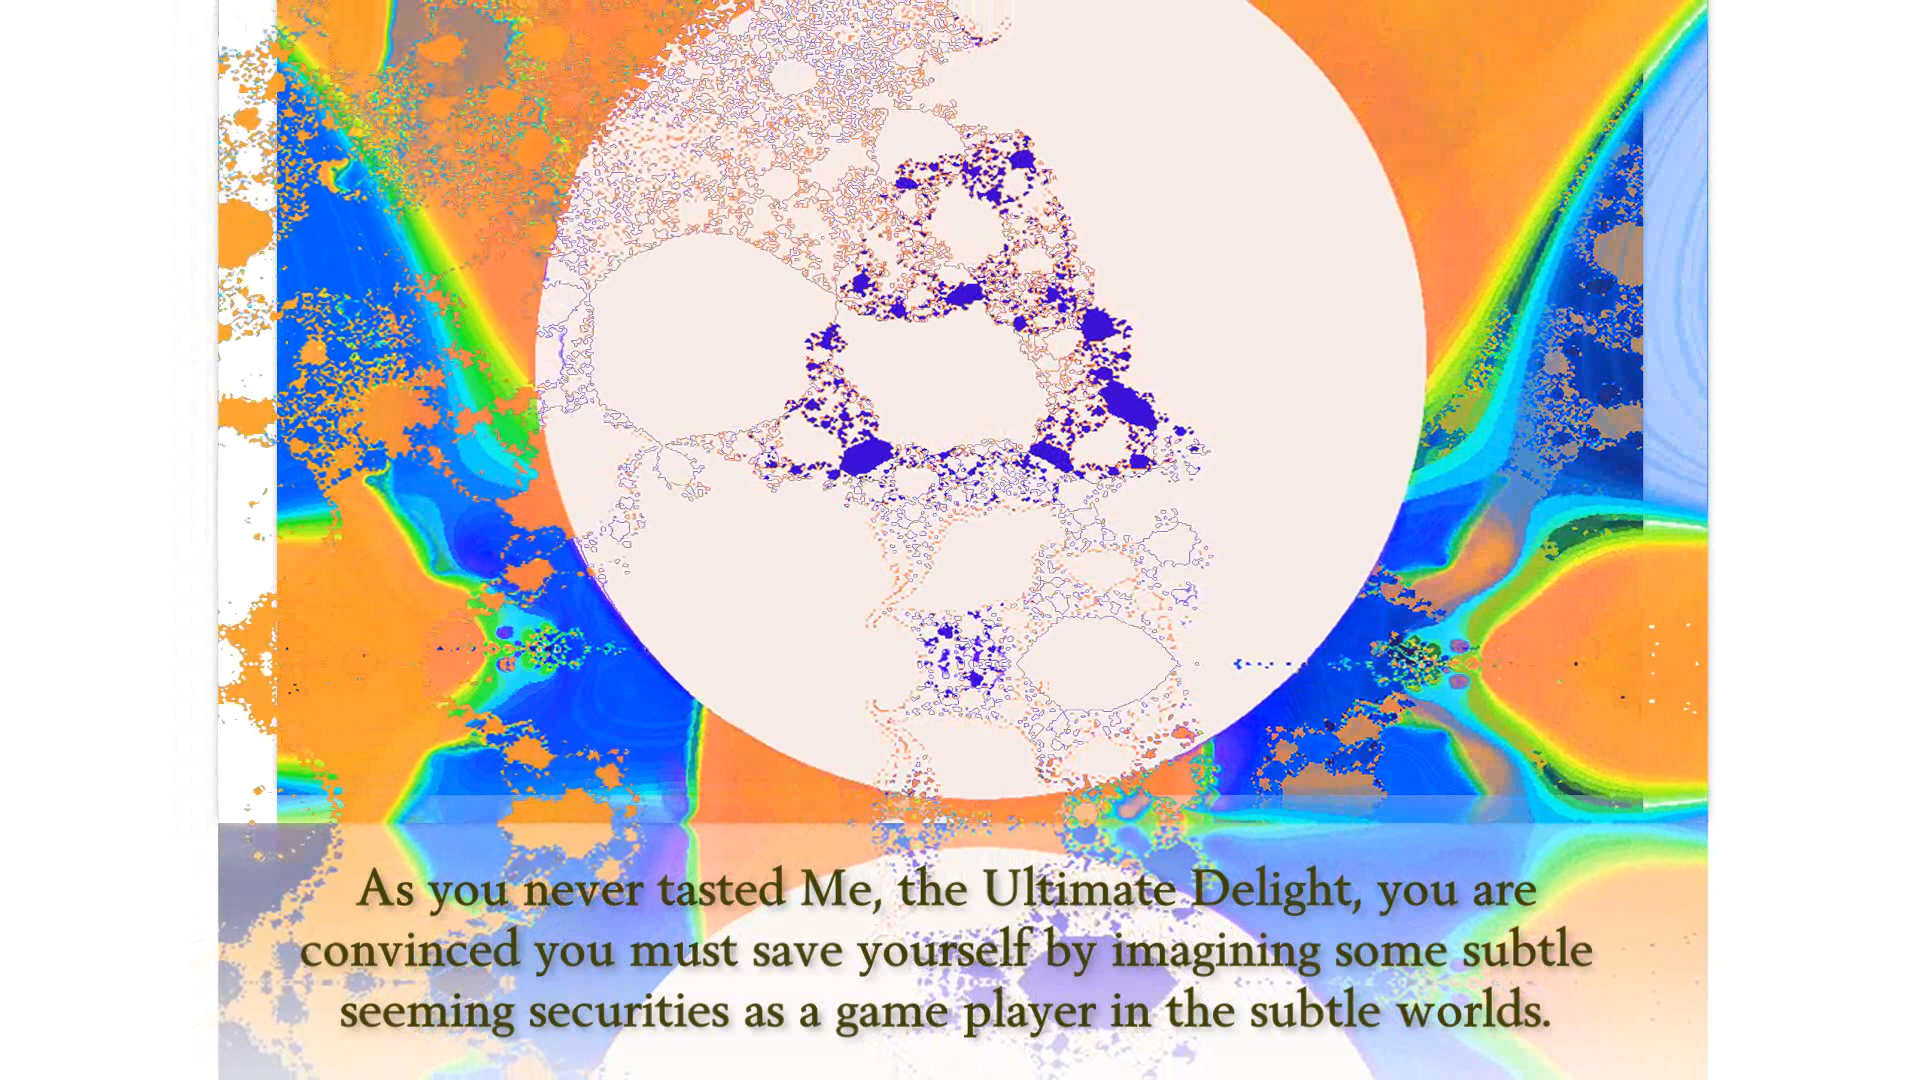 As you never tasted Me, the Ultimate Delight, you are
convinced you must save yourself by imagining some subtle
seeming securities as a game player in the subtle worlds.